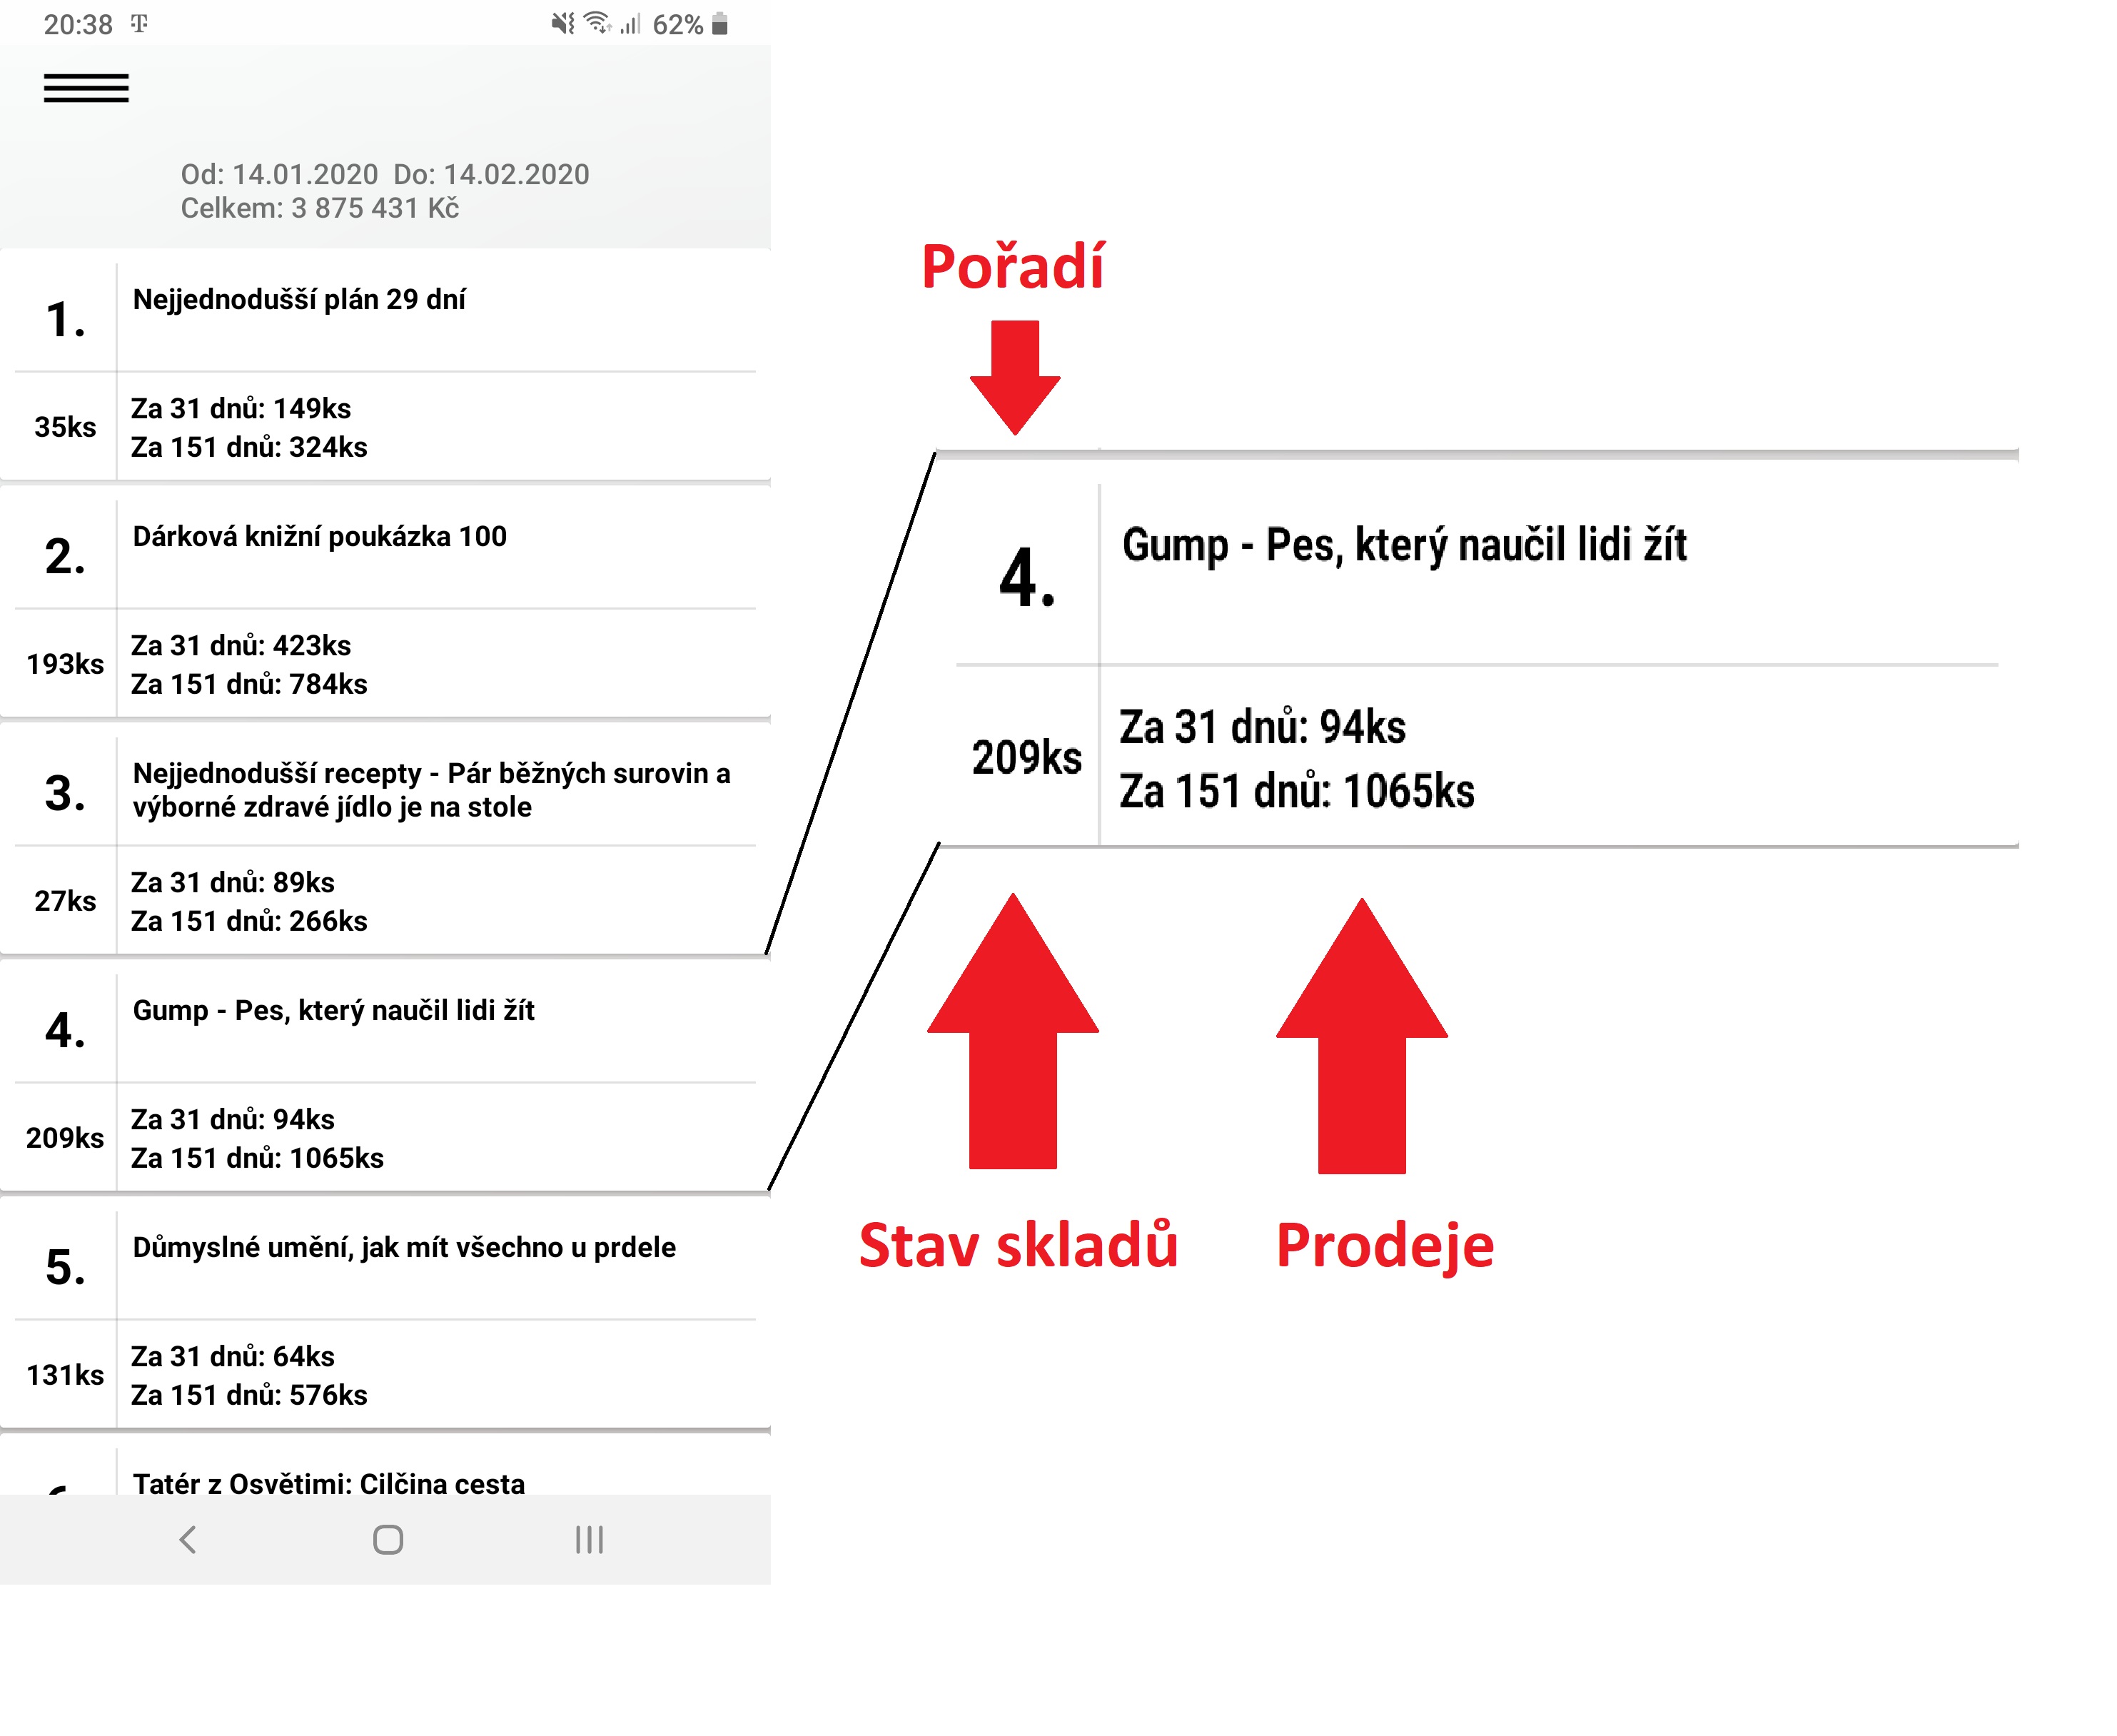 20:38 T 62%
Od: 14.01.2020 Do: 14.02.2020
Celkem: 3 875 431 Kč
1.
Nejjednodušší plán 29 dní
35ks
Za 31 dnů: 149ks
Za 151 dnů: 324ks
2.
Dárková knižní poukázka 100
193ks
Za 31 dnů: 423ks
Za 151 dnů: 784ks
3.
Nejjednodušší recepty - Pár běžných surovin a
výborné zdravé jídlo je na stole
27ks
Za 31 dnů: 89ks
Za 151 dnů: 266ks
4.
Gump - Pes, který naučil lidi žít
209ks
Za 31 dnů: 94ks
Za 151 dnů: 1065ks
5.
Důmyslné umění, jak mít všechno u prdele
131ks
Za 31 dnů: 64ks
Za 151 dnů: 576ks
Tatér z Osvětimi: Cilčina cesta
Pořadí
4.
Gump - Pes, který naučil lidi žít
209ks
Za 31 dnů: 94ks
Za 151 dnů: 1065ks
Stav skladů
Prodeje